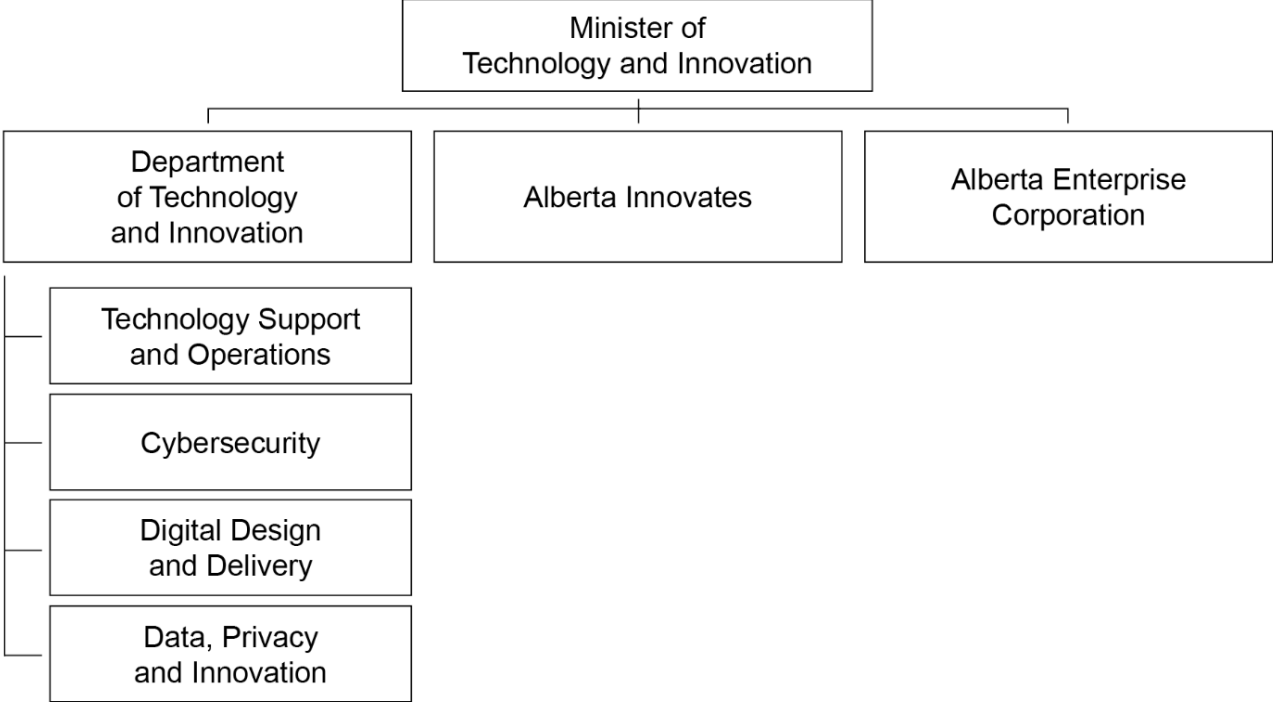 Minister of
Technology and Innovation
Department
of Technology
and Innovation
Alberta Innovates
Alberta Enterprise
Corporation
Technology Support
and Operations
Cybersecurity
Digital Design
and Delivery
Data, Privacy
and Innovation